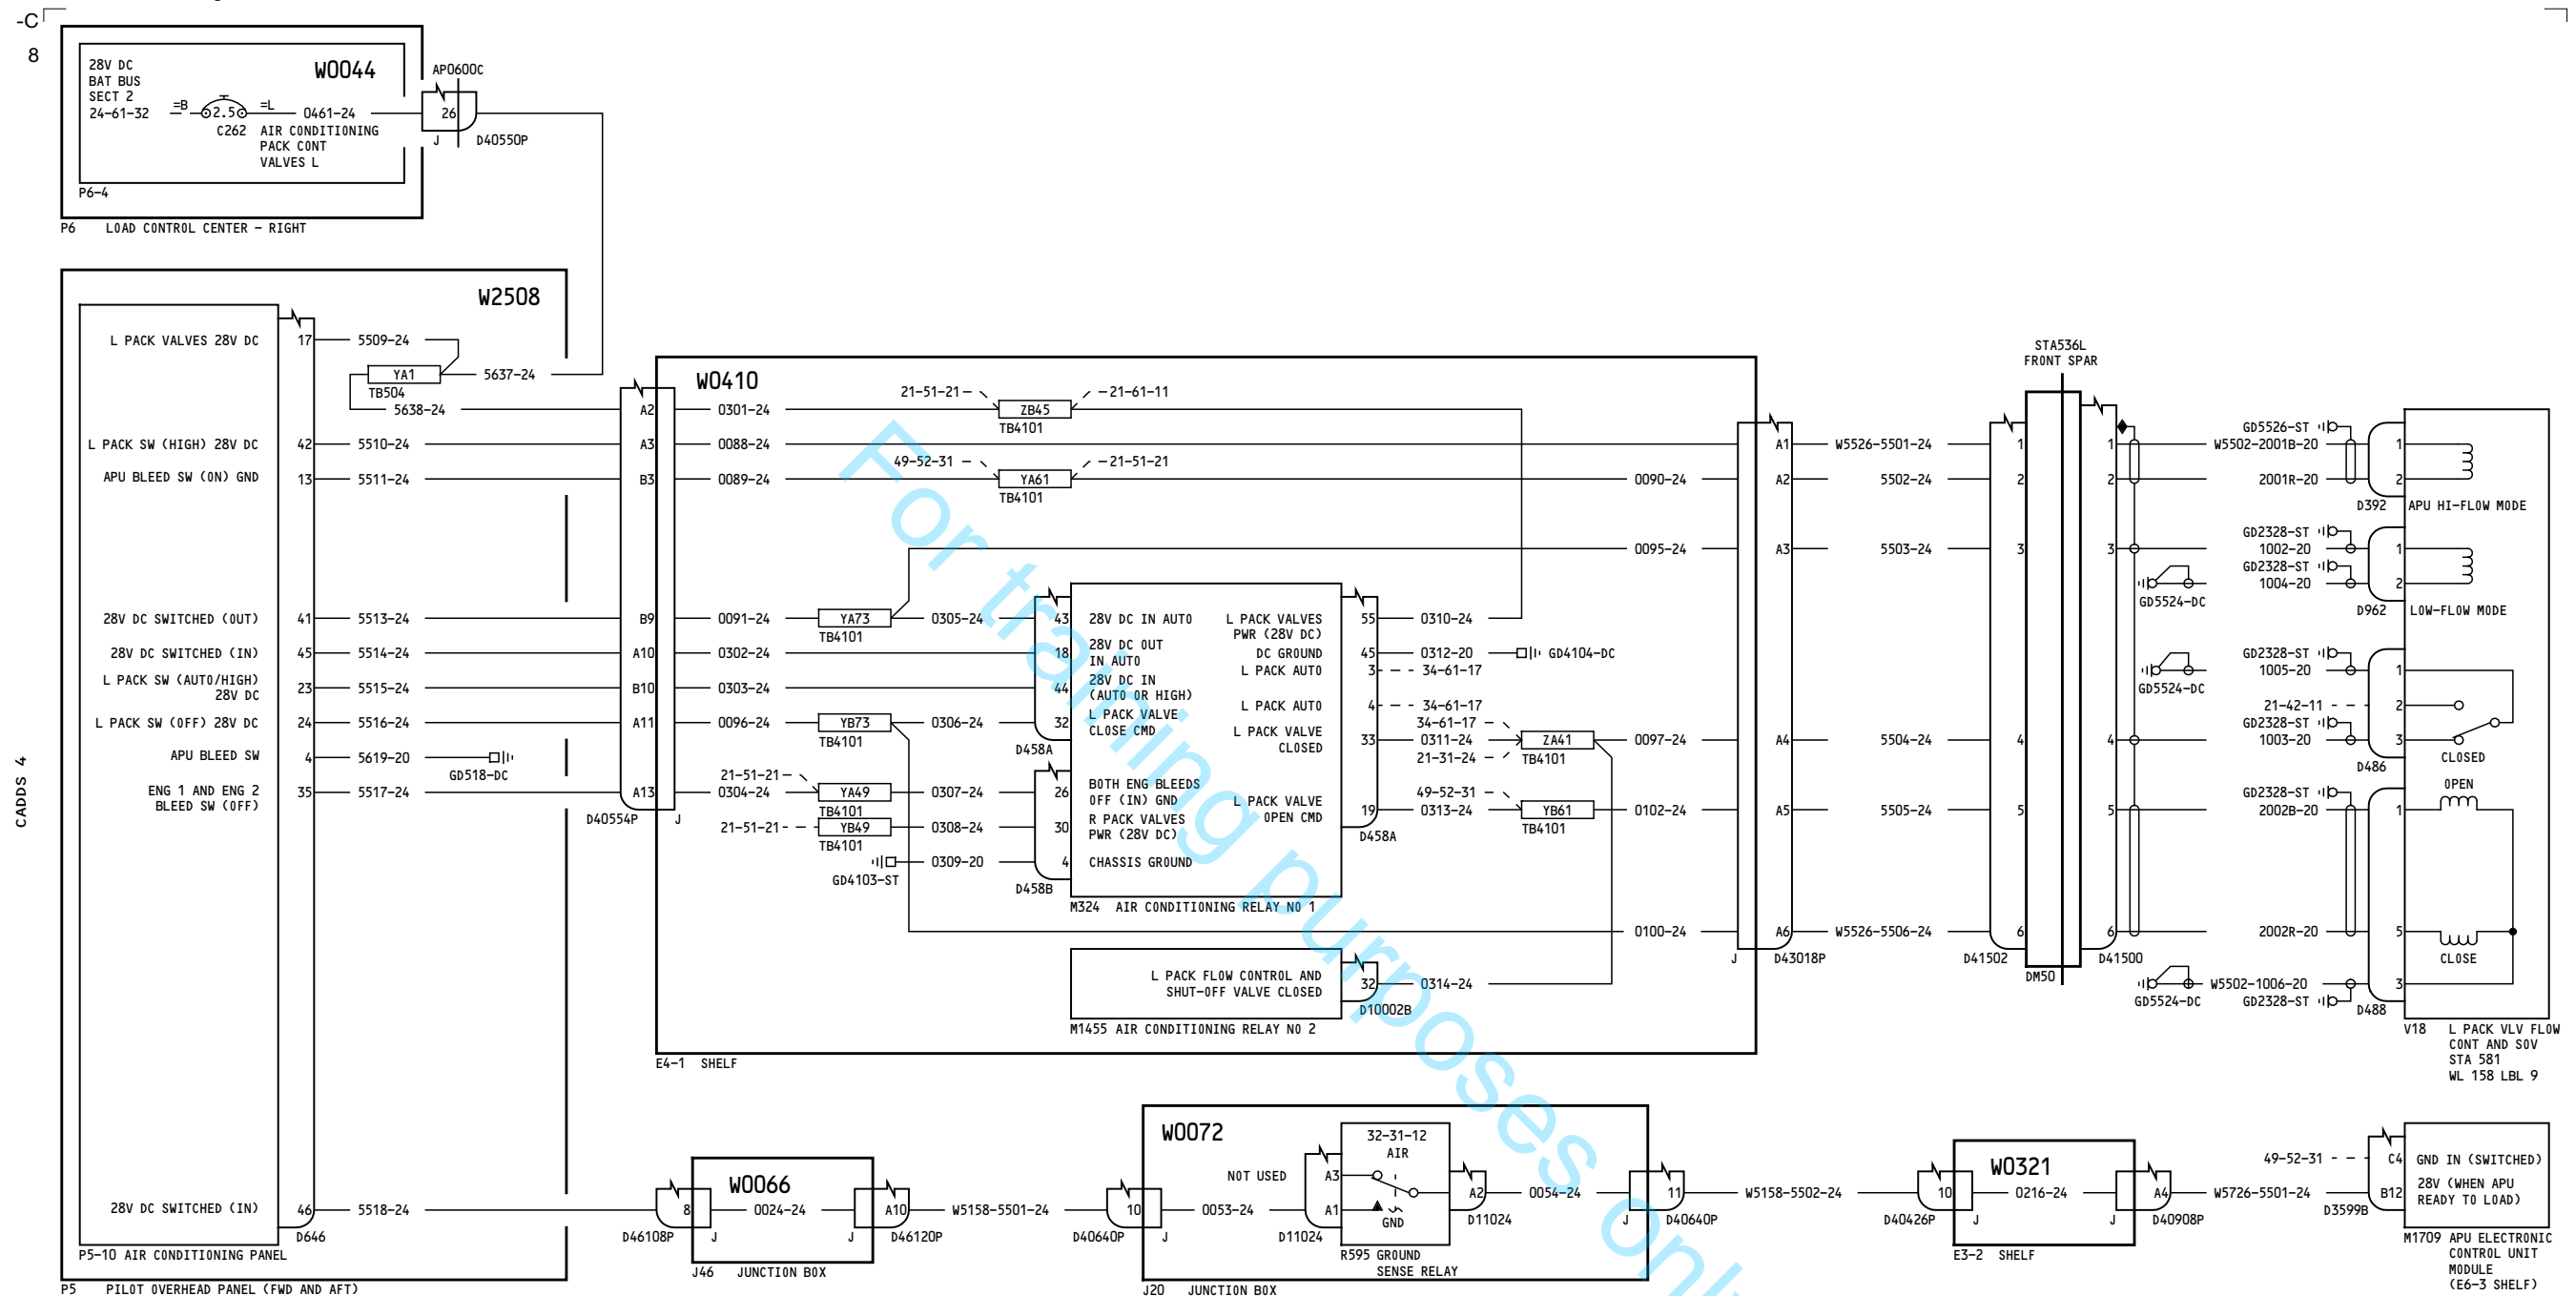 -C
8
28V DC
BAT BUS
SECT 2
24-61-32
=B
2.5
=L
0461-24
C262
AIR CONDITIONING
PACK CONT
VALVES L
W0044
AP0600C
26
J
D40550P
P6-4
P6 LOAD CONTROL CENTER - RIGHT
W2508
L PACK VALVES 28V DC 17 5509-24
YA1
TB504
5637-24
5638-24
L PACK SW (HIGH) 28V DC 42 5510-24
APU BLEED SW (ON) GND 13 5511-24
28V DC SWITCHED (OUT) 41 5513-24
28V DC SWITCHED (IN) 45 5514-24
L PACK SW (AUTO/HIGH)
28V DC
23 5515-24
L PACK SW (OFF) 28V DC 24 5516-24
APU BLEED SW 4 5619-20
GD518-DC
ENG 1 AND ENG 2
BLEED SW (OFF)
35 5517-24
28V DC SWITCHED (IN) 46 5518-24
D646
P5-10 AIR CONDITIONING PANEL
P5 PILOT OVERHEAD PANEL (FWD AND AFT)
CADDS 4
W0410
A2 0301-24
21-51-21
ZB45
TB4101
21-61-11
A3 0088-24
B3 0089-24
49-52-31
YA61
TB4101
21-51-21
0090-24
0095-24
B9 0091-24
YA73
TB4101
0305-24
A10 0302-24
B10 0303-24
A11 0096-24
YB73
TB4101
0306-24
D458A
21-51-21
A13 0304-24
YA49
TB4101
0307-24
21-51-21
YB49
TB4101
0308-24
GD4103-ST
0309-20
D458B
D40554P
J
43 28V DC IN AUTO
18 28V DC OUT
IN AUTO
44 28V DC IN
(AUTO OR HIGH)
32 L PACK VALVE
CLOSE CMD
26 BOTH ENG BLEEDS
OFF (IN) GND
30 R PACK VALVES
PWR (28V DC)
4 CHASSIS GROUND
L PACK VALVES
PWR (28V DC)
55 0310-24
DC GROUND 45 0312-20 GD4104-DC
L PACK AUTO 3 34-61-17
L PACK AUTO 4 34-61-17
L PACK VALVE
CLOSED
33 0311-24
34-61-17
21-31-24
ZA41
TB4101
0097-24
L PACK VALVE
OPEN CMD
19 0313-24
49-52-31
YB61
TB4101
0102-24
D458A
M324 AIR CONDITIONING RELAY NO 1
0100-24
L PACK FLOW CONTROL AND
SHUT-OFF VALVE CLOSED
32 0314-24
D10002B
M1455 AIR CONDITIONING RELAY NO 2
E4-1 SHELF
A1 W5526-5501-24 1
A2 5502-24 2
A3 5503-24 3
A4 5504-24 4
A5 5505-24 5
A6 W5526-5506-24 6
J
D43018P
D41502
STA536L
FRONT SPAR
DM50
1
2
3
4
5
6
D41500
GD5526-ST
W5502-2001B-20 1
2001R-20 2
D392 APU HI-FLOW MODE
GD2328-ST
1002-20 1
GD2328-ST
1004-20 2
GD5524-DC
D962 LOW-FLOW MODE
GD2328-ST
1005-20 1
GD5524-DC
21-42-11 2
GD2328-ST
1003-20 3
CLOSED
D486
OPEN
GD2328-ST
2002B-20 1
2002R-20 5
CLOSE
W5502-1006-20 3
GD5524-DC
GD2328-ST
D488
V18 L PACK VLV FLOW
CONT AND SOV
STA 581
WL 158 LBL 9
W0066
8 0024-24 A10
D46108P J
J D46120P
J46 JUNCTION BOX
W5158-5501-24
W0072
10 0053-24
D40640P J
NOT USED
A3
A1
D11024
32-31-12
AIR
GND
A2 0054-24
D11024
11
J D40640P
R595 GROUND
SENSE RELAY
J20 JUNCTION BOX
W5158-5502-24
W0321
10 0216-24 A4
D40426P J
J D40908P
E3-2 SHELF
W5726-5501-24
49-52-31 C4 GND IN (SWITCHED)
B12 28V (WHEN APU
READY TO LOAD)
D3599B
M1709 APU ELECTRONIC
CONTROL UNIT
MODULE
(E6-3 SHELF)
For training purposes onl